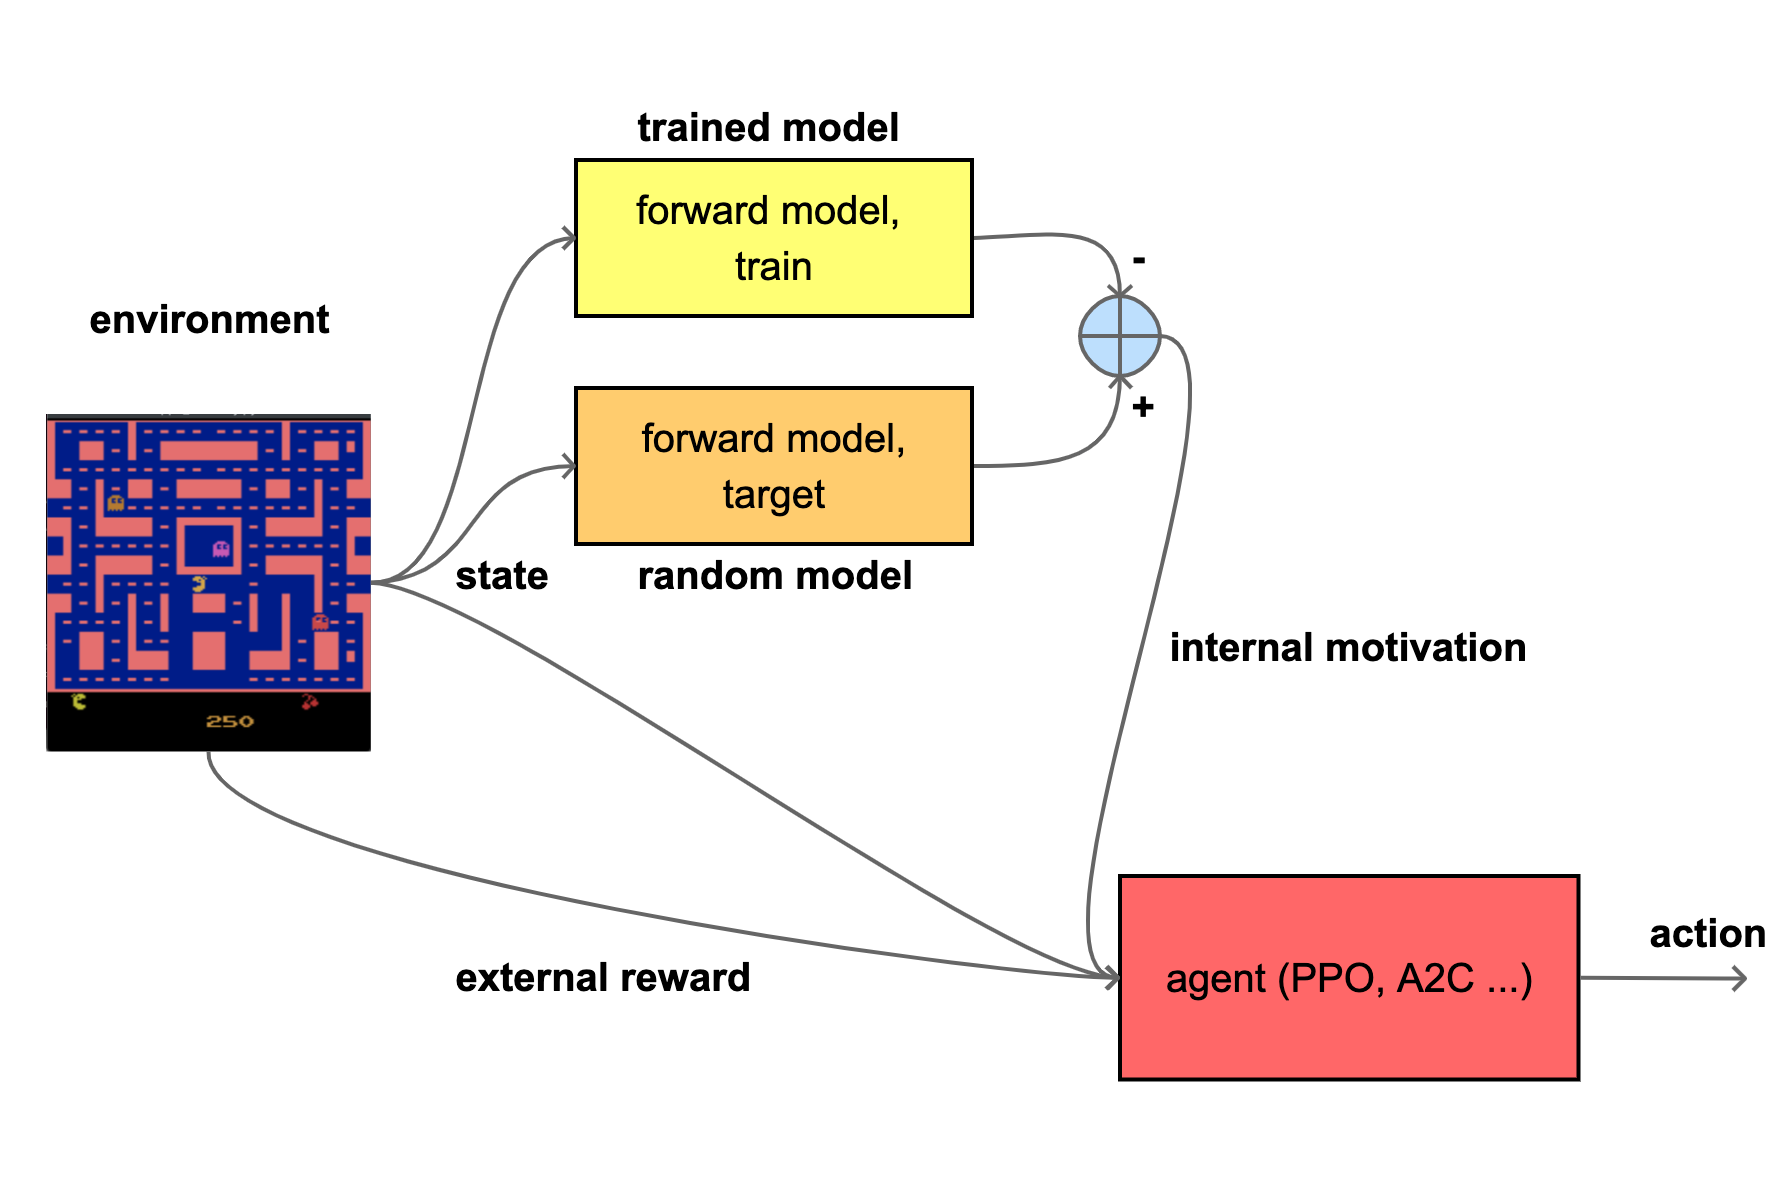 trained model
forward model,
train
-
environment
+
forward model,
target
state
random model
internal motivation
250
action
external reward
agent (PPO, A2C ...)